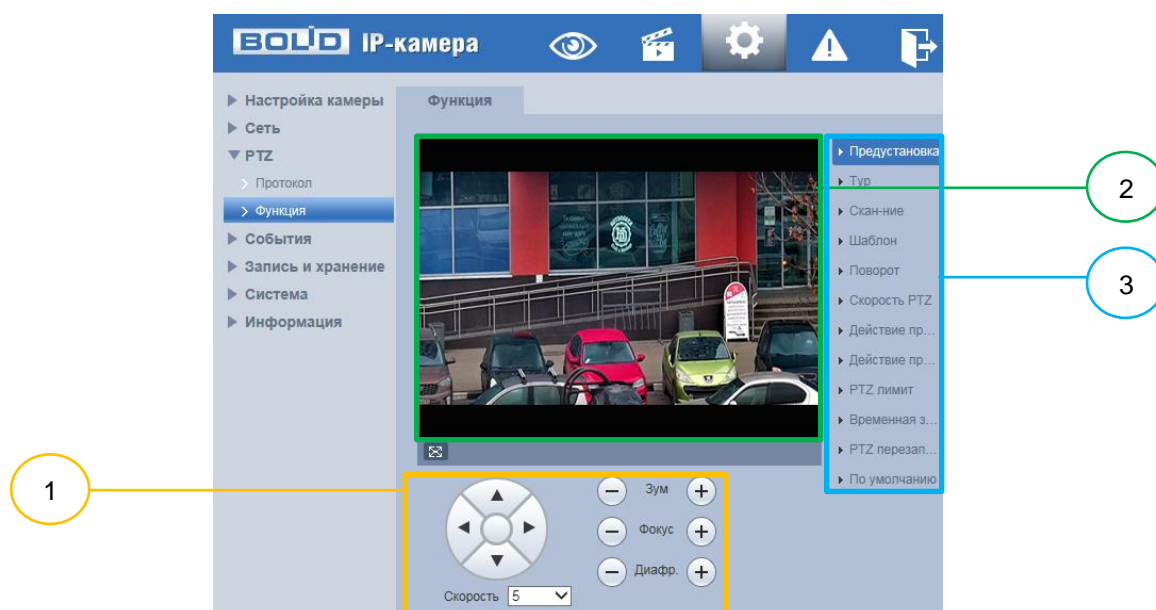 BOLID IP-камера
Настройка камеры
Сеть
PTZ
Протокол
Функция
События
Запись и хранение
Система
Информация
Функция
Предустановка
Тур
Скан-ние
Шаблон
Поворот
Скорость PTZ
Действие пр...
Действие пр...
PTZ лимит
Временная з...
PTZ перезап...
По умолчанию
Зум
Фокус
Диафр.
Скорость 5
1
2
3